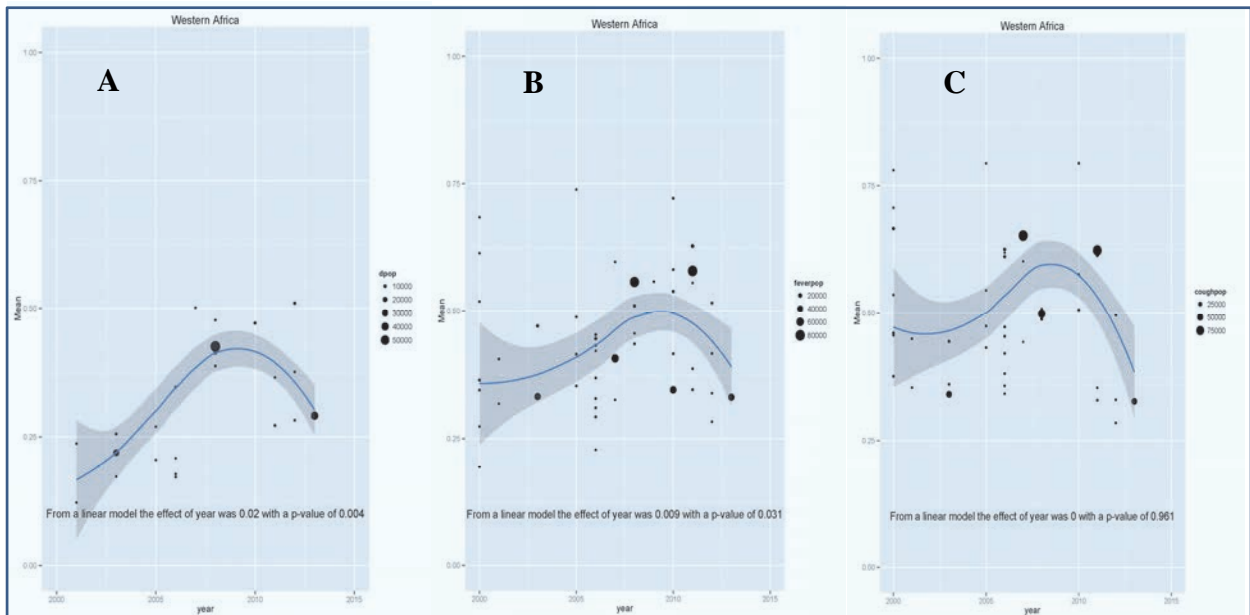 Western Africa
A
1.00
0.75
0.50
0.25
0.00
Mean
2000 2005 2010 2015
year
dpop
10000
20000
30000
40000
50000
From a linear model the effect of year was 0.02 with a p-value of 0.004
Western Africa
B
1.00
0.75
0.50
0.25
0.00
Mean
2000 2005 2010 2015
year
feverpop
20000
40000
60000
80000
From a linear model the effect of year was 0.009 with a p-value of 0.031
Western Africa
C
1.00
0.75
0.50
0.25
0.00
Mean
2000 2005 2010 2015
year
coughpop
25000
50000
75000
From a linear model the effect of year was 0 with a p-value of 0.961